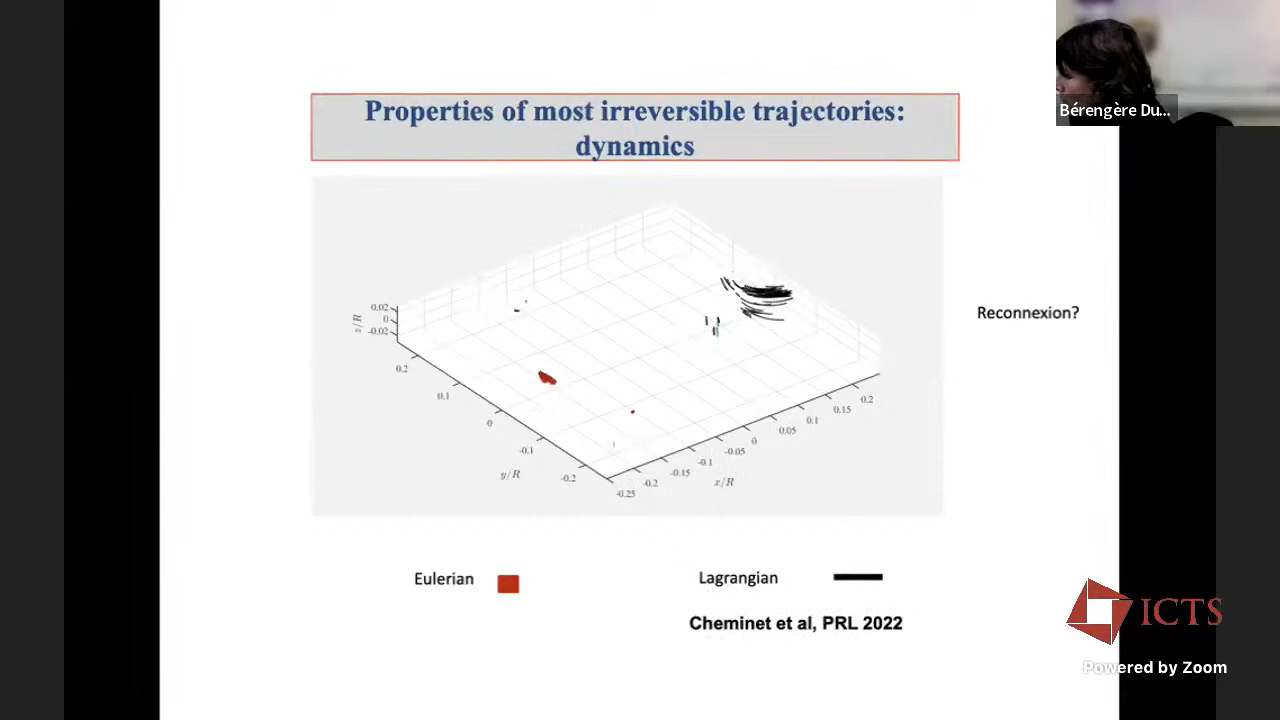 Properties of most irreversible trajectories:
dynamics
Bérengère Du...
Reconnexion?
z/R
0.02
0
-0.02
0.2
0.1
0
-0.1
-0.2
y/R
-0.25
-0.2
-0.15
-0.1
-0.05
0
0.05
0.1
0.15
0.2
x/R
Eulerian
Lagrangian
Cheminet et al, PRL 2022
ICTS
Powered by Zoom